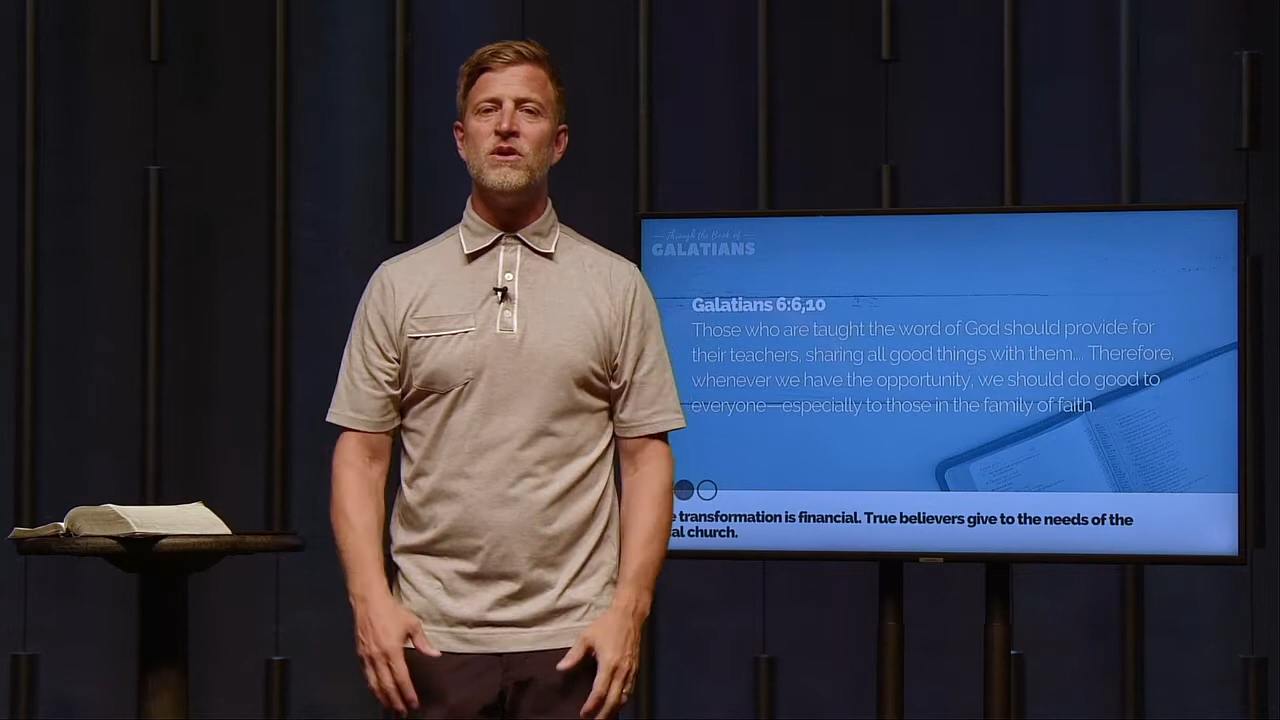 Through the Book of
GALATIANS
Galatians 6:6,10
Those who are taught the word of God should provide for
their teachers, sharing all good things with them... Therefore,
whenever we have the opportunity, we should do good to
everyone—especially to those in the family of faith.
transformation is financial. True believers give to the needs of the
church.